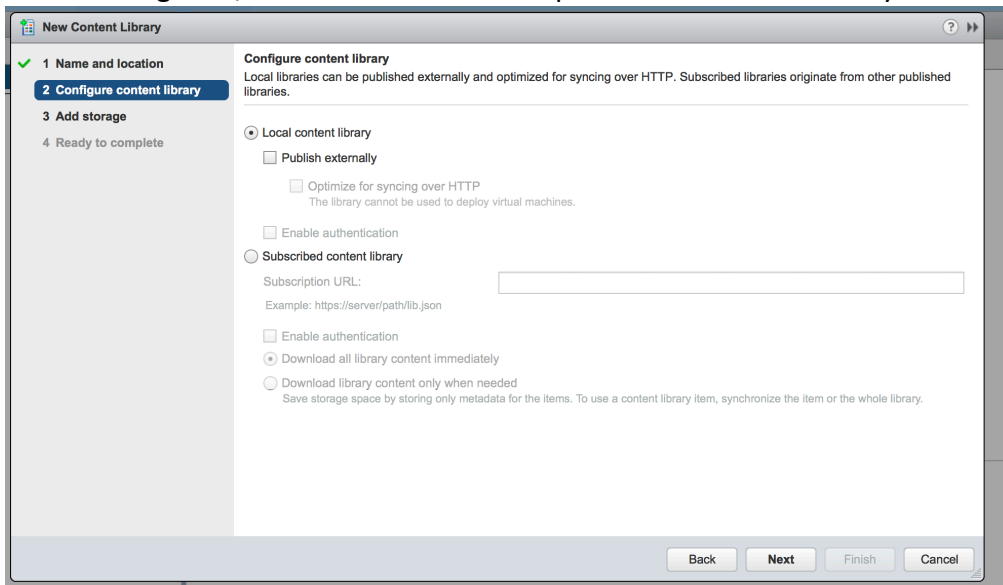 New Content Library
1 Name and location
2 Configure content library
3 Add storage
4 Ready to complete
Configure content library
Local libraries can be published externally and optimized for syncing over HTTP. Subscribed libraries originate from other published
libraries.
Local content library
Publish externally
Optimize for syncing over HTTP
The library cannot be used to deploy virtual machines.
Enable authentication
Subscribed content library
Subscription URL:
Example: https://server/path/lib.json
Enable authentication
Download all library content immediately
Download library content only when needed
Save storage space by storing only metadata for the items. To use a content library item, synchronize the item or the whole library.
Back Next Finish Cancel